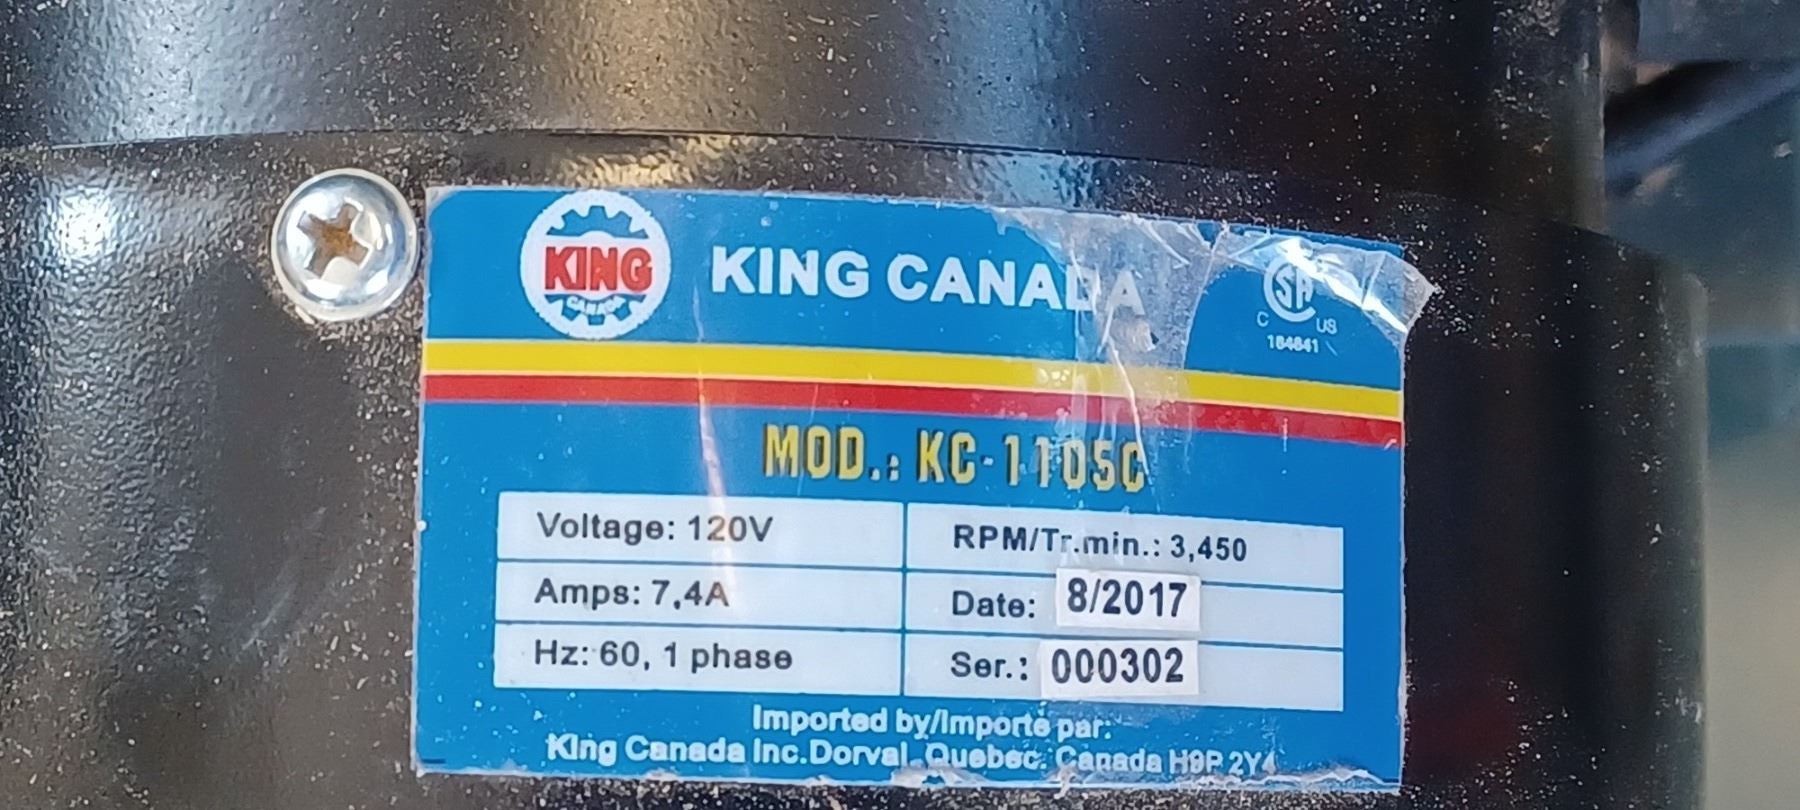 KING
CANADA
KING CANADA
C US
184641
MOD.: KC-1105C
Voltage: 120V
RPM/Tr.min.: 3,450
Amps: 7,4A
Date: 8/2017
Hz: 60, 1 phase
Ser.: 000302
Imported by/Importé par:
King Canada Inc.Dorval, Quebec, Canada H9P 2Y4